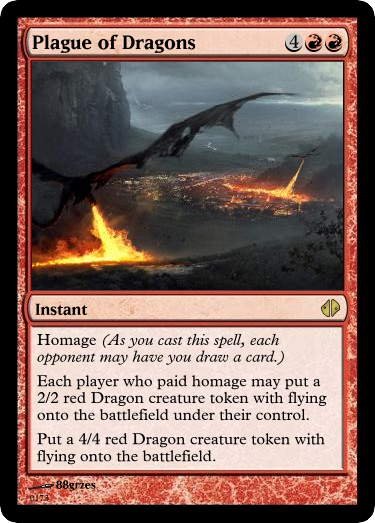 Plague of Dragons 4
Instant
Homage (As you cast this spell, each
opponent may have you draw a card.)
Each player who paid homage may put a
2/2 red Dragon creature token with flying
onto the battlefield under their control.
Put a 4/4 red Dragon creature token with
flying onto the battlefield.
88grzes
0173